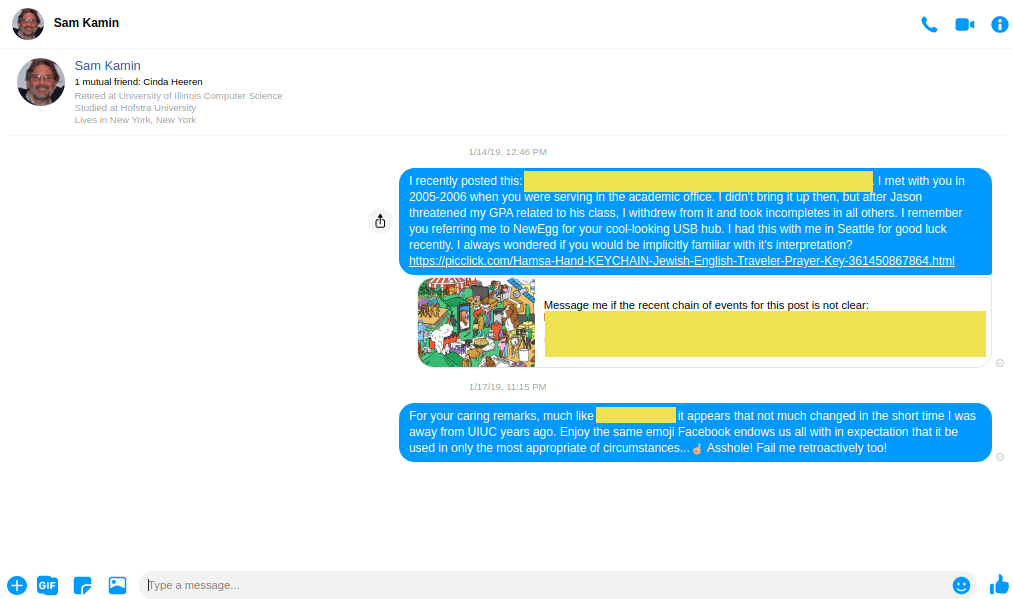 Sam Kamin
Sam Kamin
1 mutual friend: Cinda Heeren
Retired at University of Illinois Computer Science
Studied at Hofstra University
Lives in New York, New York
1/14/19, 12:46 PM
I recently posted this: . I met with you in
2005-2006 when you were serving in the academic office. I didn't bring it up then, but after Jason
threatened my GPA related to his class, I withdrew from it and took incompletes in all others. I remember
you referring me to NewEgg for your cool-looking USB hub. I had this with me in Seattle for good luck
recently. I always wondered if you would be implicitly familiar with it's interpretation?
https://picclick.com/Hamsa-Hand-KEYCHAIN-Jewish-English-Traveler-Prayer-Key-361450867864.html
Message me if the recent chain of events for this post is not clear:
1/17/19, 11:15 PM
For your caring remarks, much like it appears that not much changed in the short time I was
away from UIUC years ago. Enjoy the same emoji Facebook endows us all with in expectation that it be
used in only the most appropriate of circumstances...☝🏼 Asshole! Fail me retroactively too!
GIF
Type a message...